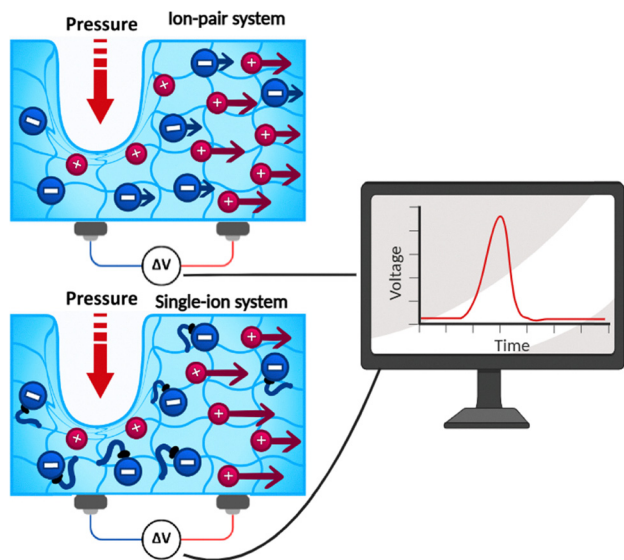 Ion-pair system
Pressure
ΔV
Single-ion system
Pressure
ΔV
Voltage
Time